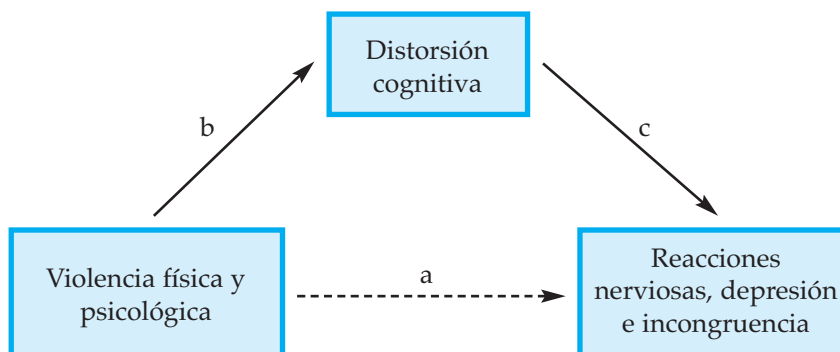 Distorsión
cognitiva
b
c
Violencia física y
psicológica
a
Reacciones
nerviosas, depresión
e incongruencia